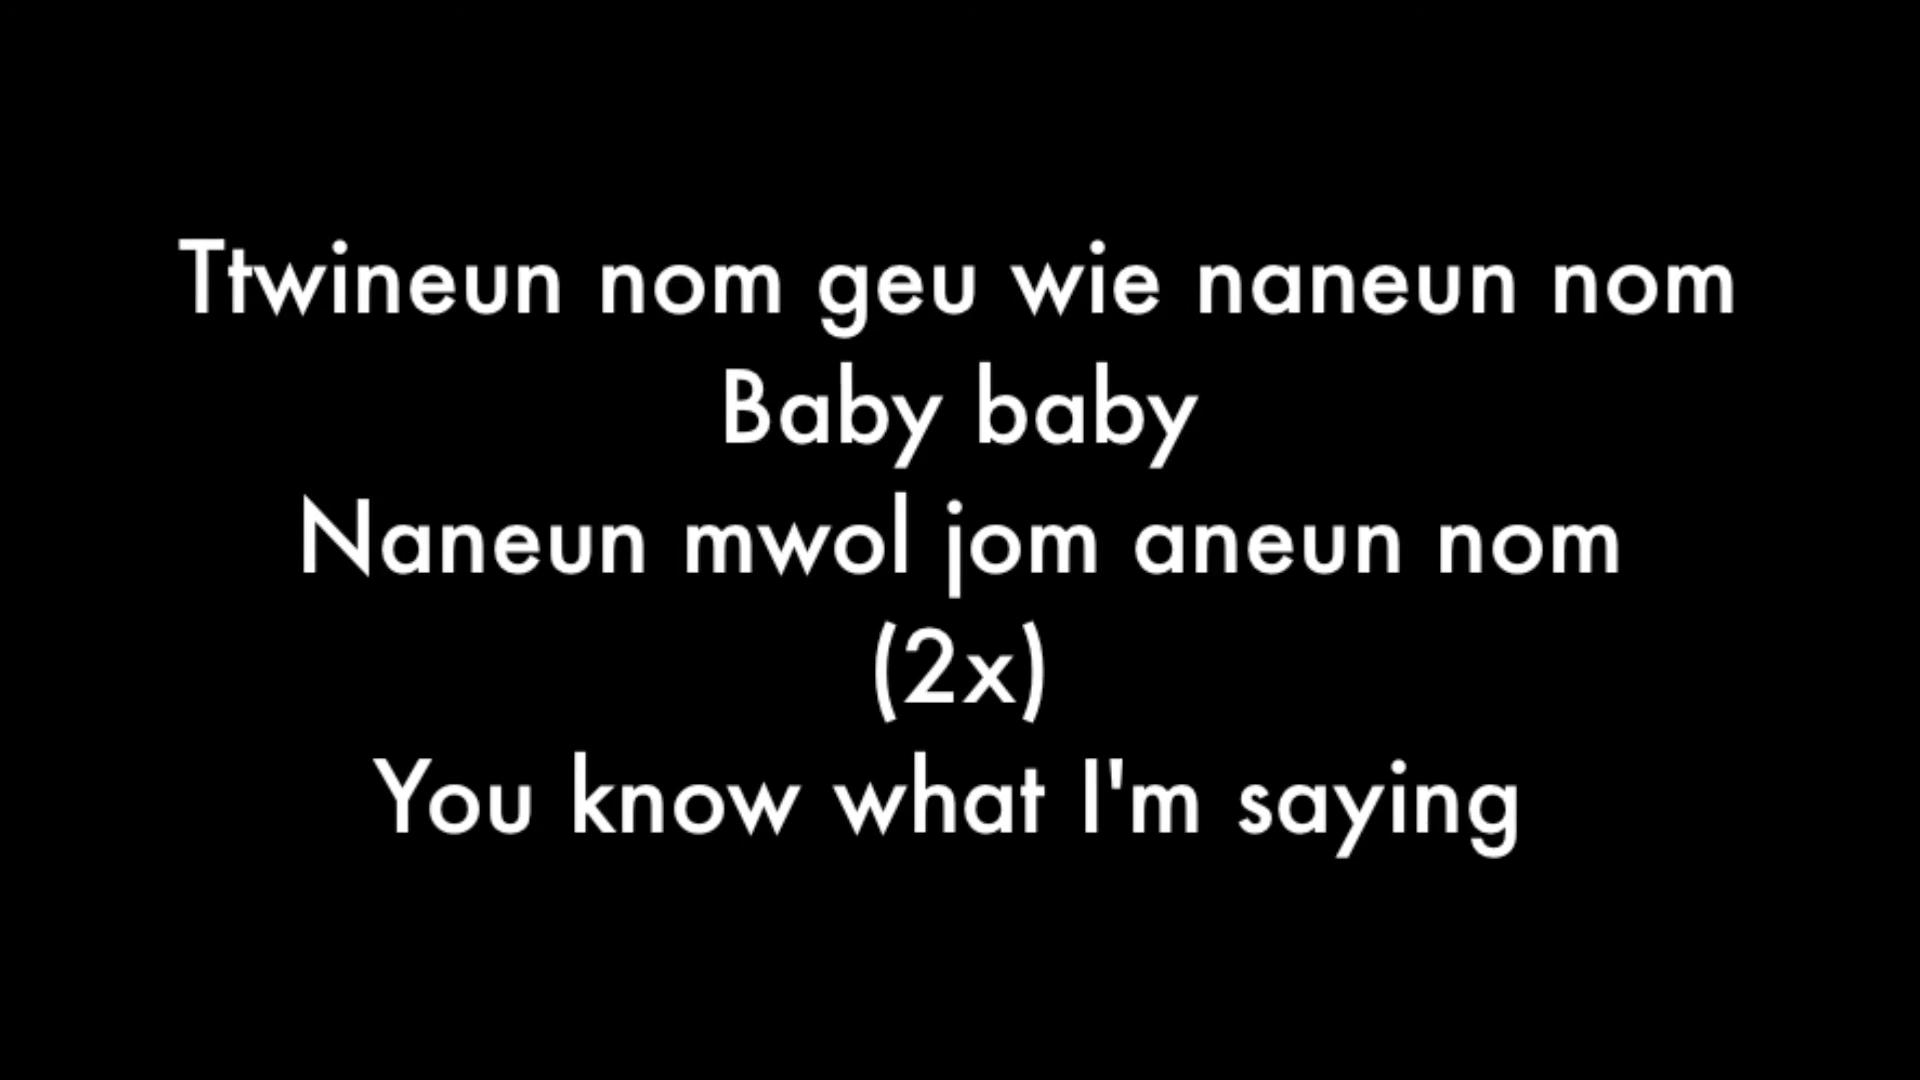 Ttwineun nom geu wie naneun nom
Baby baby
Naneun mwol jom aneun nom
(2x)
You know what I'm saying